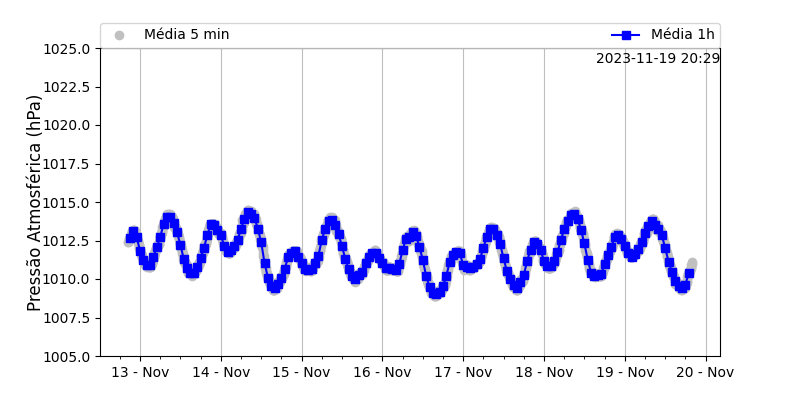 Média 5 min
Média 1h
2023-11-19 20:29
Pressão Atmosférica (hPa)
1025.0
1022.5
1020.0
1017.5
1015.0
1012.5
1010.0
1007.5
1005.0
13 - Nov
14 - Nov
15 - Nov
16 - Nov
17 - Nov
18 - Nov
19 - Nov
20 - Nov